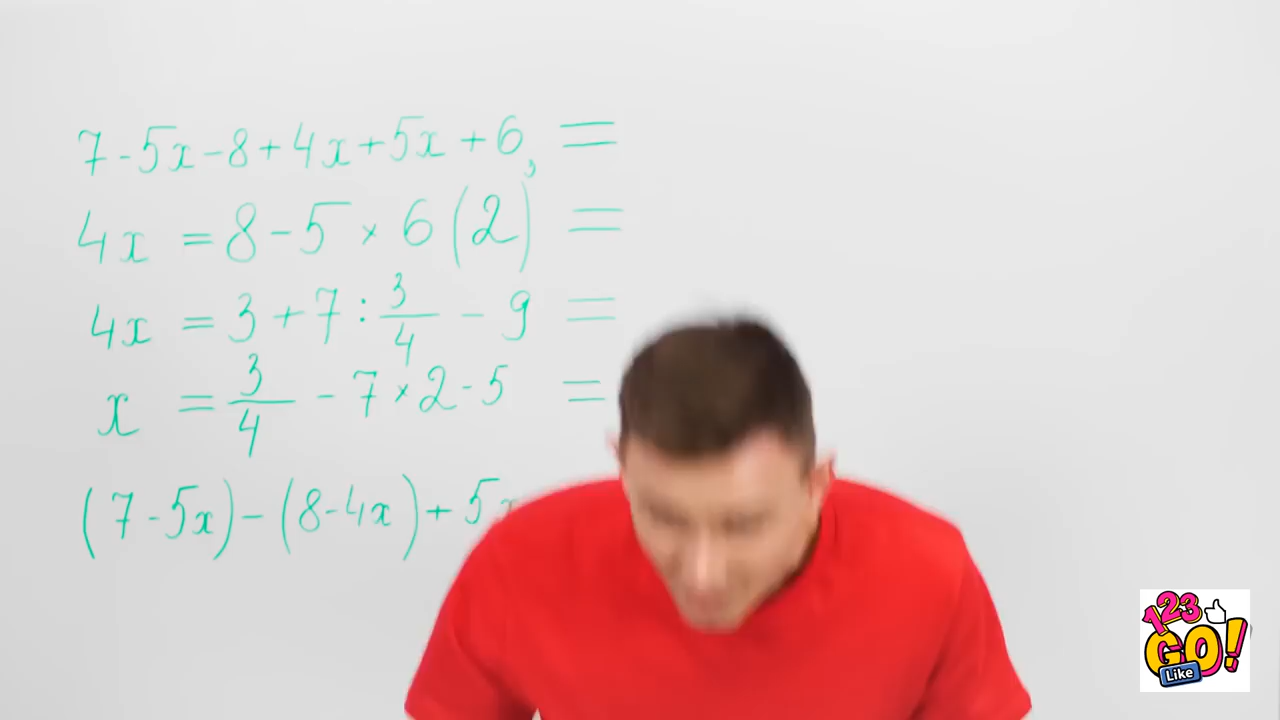 7-5x-8+4x+5x+6, =
4x = 8-5×6(2) =
4x = 3+7:3/4-9 =
x = 3/4-7×2-5 =
(7-5x)-(8-4x)+5x
123
GO!
Like